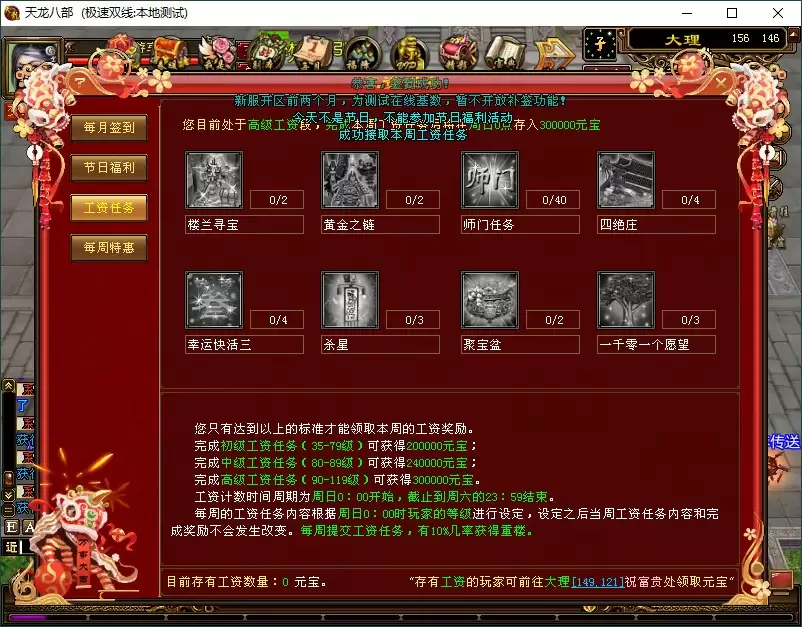 天龙八部 (极速双线:本地测试)
大理 156 146
恭喜，签到成功!
新服开区前两个月，为测试在线基数，暂不开放补签功能!
今天不是节日，不能参加节日福利活动。
您目前处于高级工资段，完成本周工资任务后将在周日0点存入300000元宝
成功接取本周工资任务
每月签到
节日福利
工资任务
每周特惠
0/2 0/2 0/40 0/4
楼兰寻宝 黄金之链 师门任务 四绝庄
0/4 0/3 0/2 0/3
幸运快活三 杀星 聚宝盆 一千零一个愿望
您只有达到以上的标准才能领取本周的工资奖励。
完成初级工资任务(35-79级)可获得200000元宝;
完成中级工资任务(80-89级)可获得240000元宝;
完成高级工资任务(90-119级)可获得300000元宝。
工资计数时间周期为周日0：00开始，截止到周六的23：59结束。
每周的工资任务内容根据周日0：00时玩家的等级进行设定，设定之后当周工资任务内容和完
成奖励不会发生改变。每周提交工资任务，有10%几率获得重楼。
目前存有工资数量:0 元宝。 “存有工资的玩家可前往大理[149,121]祝富贵处领取元宝“
传送
E A
近